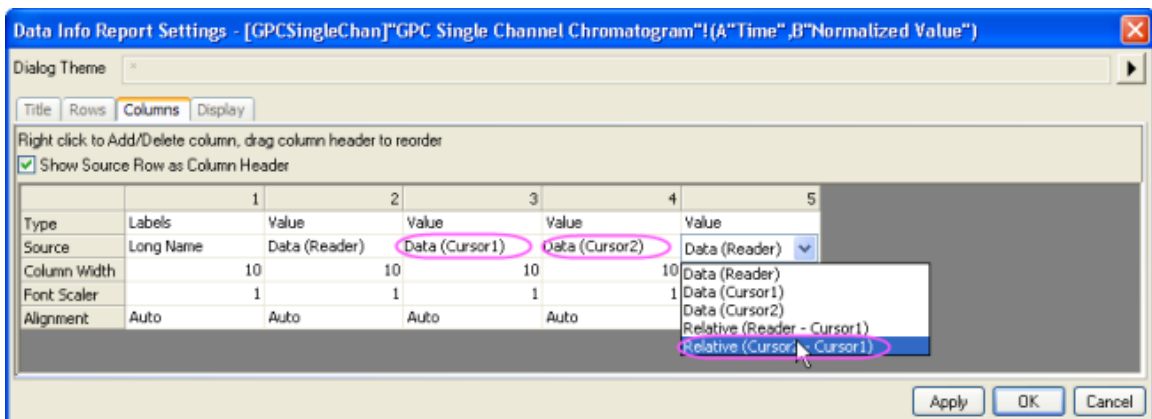 Data Info Report Settings - [GPCSingleChan]"GPC Single Channel Chromatogram"!(A"Time",B"Normalized Value")
Dialog Theme *
Title Rows Columns Display
Right click to Add/Delete column, drag column header to reorder
Show Source Row as Column Header
1 2 3 4 5
Type Labels Value Value Value Value
Source Long Name Data (Reader) Data (Cursor1) Data (Cursor2) Data (Reader)
Column Width 10 10 10 10 Data (Reader)
Font Scaler 1 1 1 1 Data (Cursor1)
Data (Cursor2)
Alignment Auto Auto Auto Auto Relative (Reader - Cursor1)
Relative (Cursor2 - Cursor1)
Apply OK Cancel